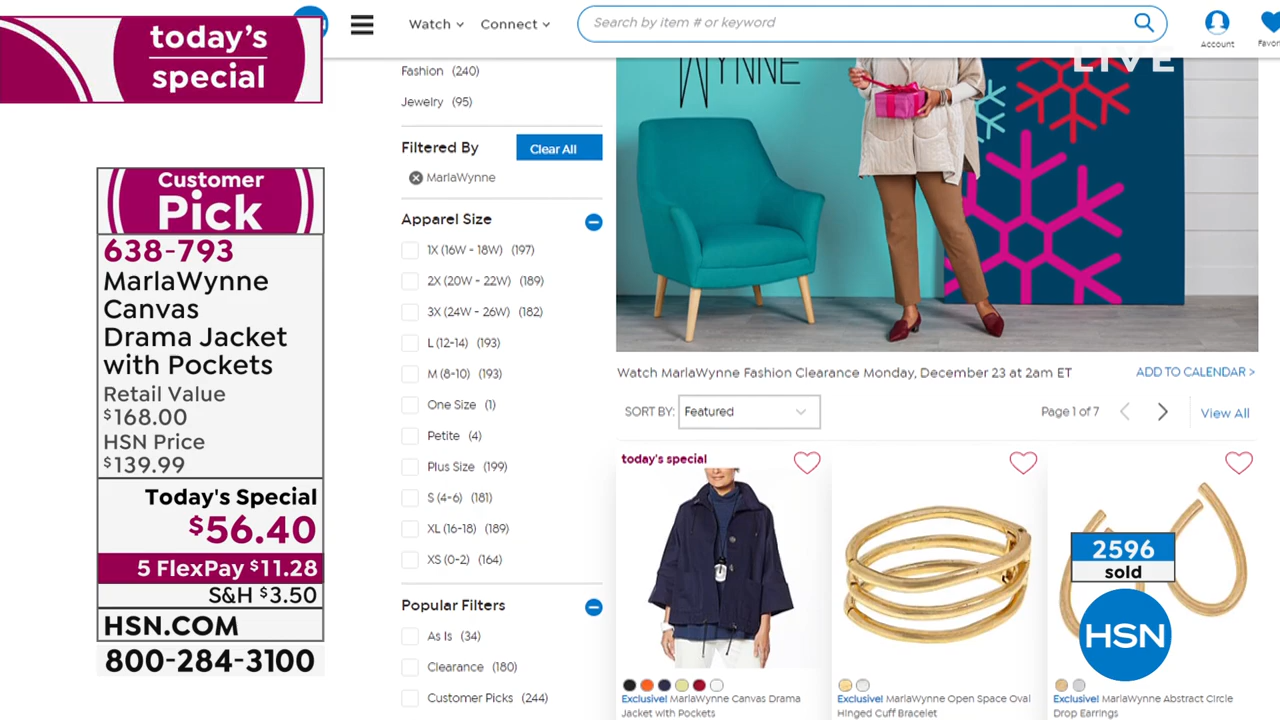 today's
special
Customer
Pick
638-793
MarlaWynne
Canvas
Drama Jacket
with Pockets
Retail Value
$168.00
HSN Price
$139.99
Today's Special
$56.40
5 FlexPay $11.28
S&H $3.50
HSN.COM
800-284-3100
Watch
Connect
Search by item # or keyword
Account
LIVE
Fashion (240)
Jewelry (95)
Filtered By
Clear All
MarlaWynne
Apparel Size
1X (16W - 18W) (197)
2X (20W - 22W) (189)
3X (24W - 26W) (182)
L (12-14) (193)
M (8-10) (193)
One Size (1)
Petite (4)
Plus Size (199)
S (4-6) (181)
XL (16-18) (189)
XS (0-2) (164)
Popular Filters
As Is (34)
Clearance (180)
Customer Picks (244)
WYNNE
Watch MarlaWynne Fashion Clearance Monday, December 23 at 2am ET
ADD TO CALENDAR >
SORT BY: Featured
Page 1 of 7
View All
today's special
Exclusive! MarlaWynne Canvas Drama
Jacket with Pockets
Exclusive! MarlaWynne Open Space Oval
Hinged Cuff Bracelet
Exclusive! MarlaWynne Abstract Circle
Drop Earrings
2596
sold
HSN